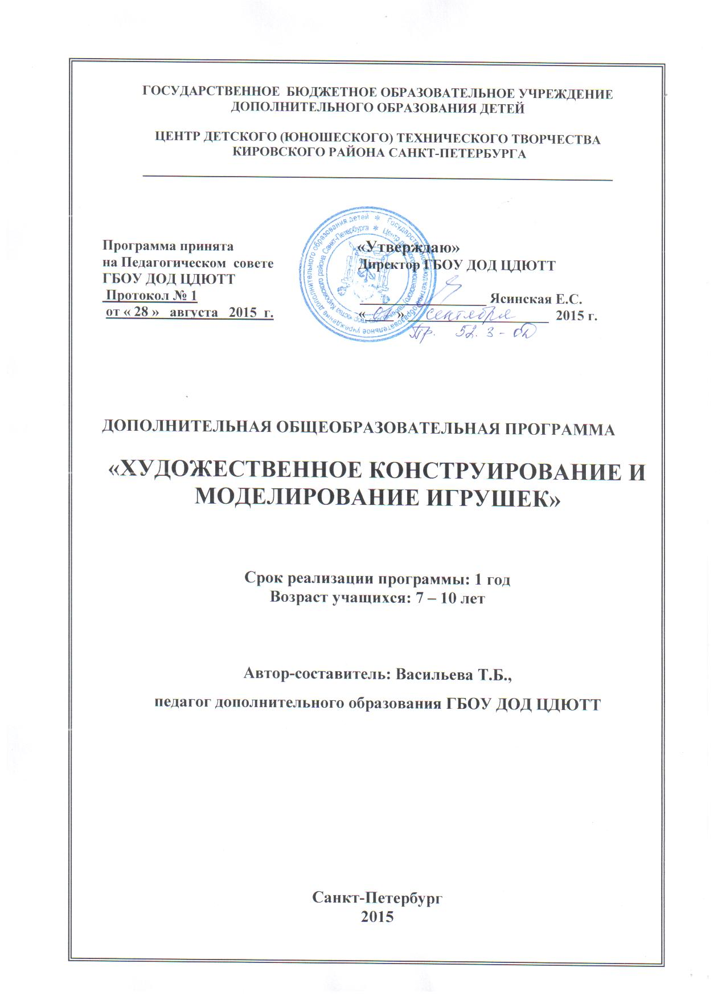 ГОСУДАРСТВЕННОЕ БЮДЖЕТНОЕ ОБРАЗОВАТЕЛЬНОЕ УЧРЕЖДЕНИЕ
ДОПОЛНИТЕЛЬНОГО ОБРАЗОВАНИЯ ДЕТЕЙ
ЦЕНТР ДЕТСКОГО (ЮНОШЕСКОГО) ТЕХНИЧЕСКОГО ТВОРЧЕСТВА
КИРОВСКОГО РАЙОНА САНКТ-ПЕТЕРБУРГА
Программа принята
на Педагогическом совете
ГБОУ ДОД ЦДЮТТ
Протокол № 1
от « 28 » августа 2015 г.
«Утверждаю»
Директор ГБОУ ДОД ЦДЮТТ
Ясинская Е.С.
« 01 » сентября 2015 г.
Пр. 52.3-ОД
Государственное бюджетное образовательное учреждение дополнительного образования детей *
Центр детского (юношеского) технического творчества Кировского района Санкт-Петербурга *
ДОПОЛНИТЕЛЬНАЯ ОБЩЕОБРАЗОВАТЕЛЬНАЯ ПРОГРАММА
«ХУДОЖЕСТВЕННОЕ КОНСТРУИРОВАНИЕ И
МОДЕЛИРОВАНИЕ ИГРУШЕК»
Срок реализации программы: 1 год
Возраст учащихся: 7 – 10 лет
Автор-составитель: Васильева Т.Б.,
педагог дополнительного образования ГБОУ ДОД ЦДЮТТ
Санкт-Петербург
2015